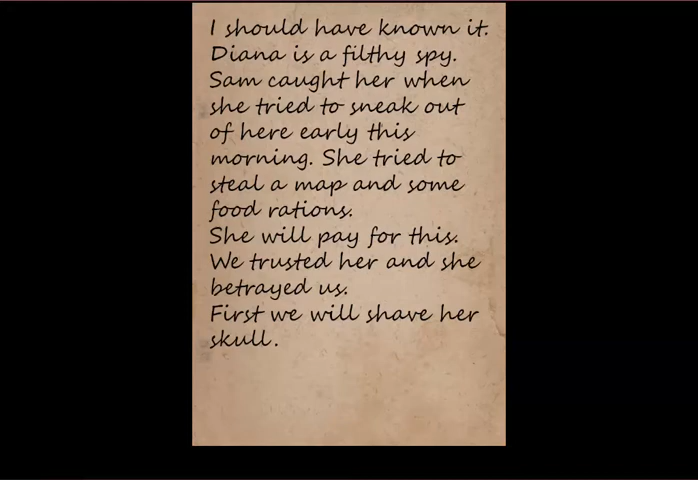 I should have known it.
Diana is a filthy spy.
Sam caught her when
she tried to sneak out
of here early this
morning. She tried to
steal a map and some
food rations.
She will pay for this.
We trusted her and she
betrayed us.
First we will shave her
skull.